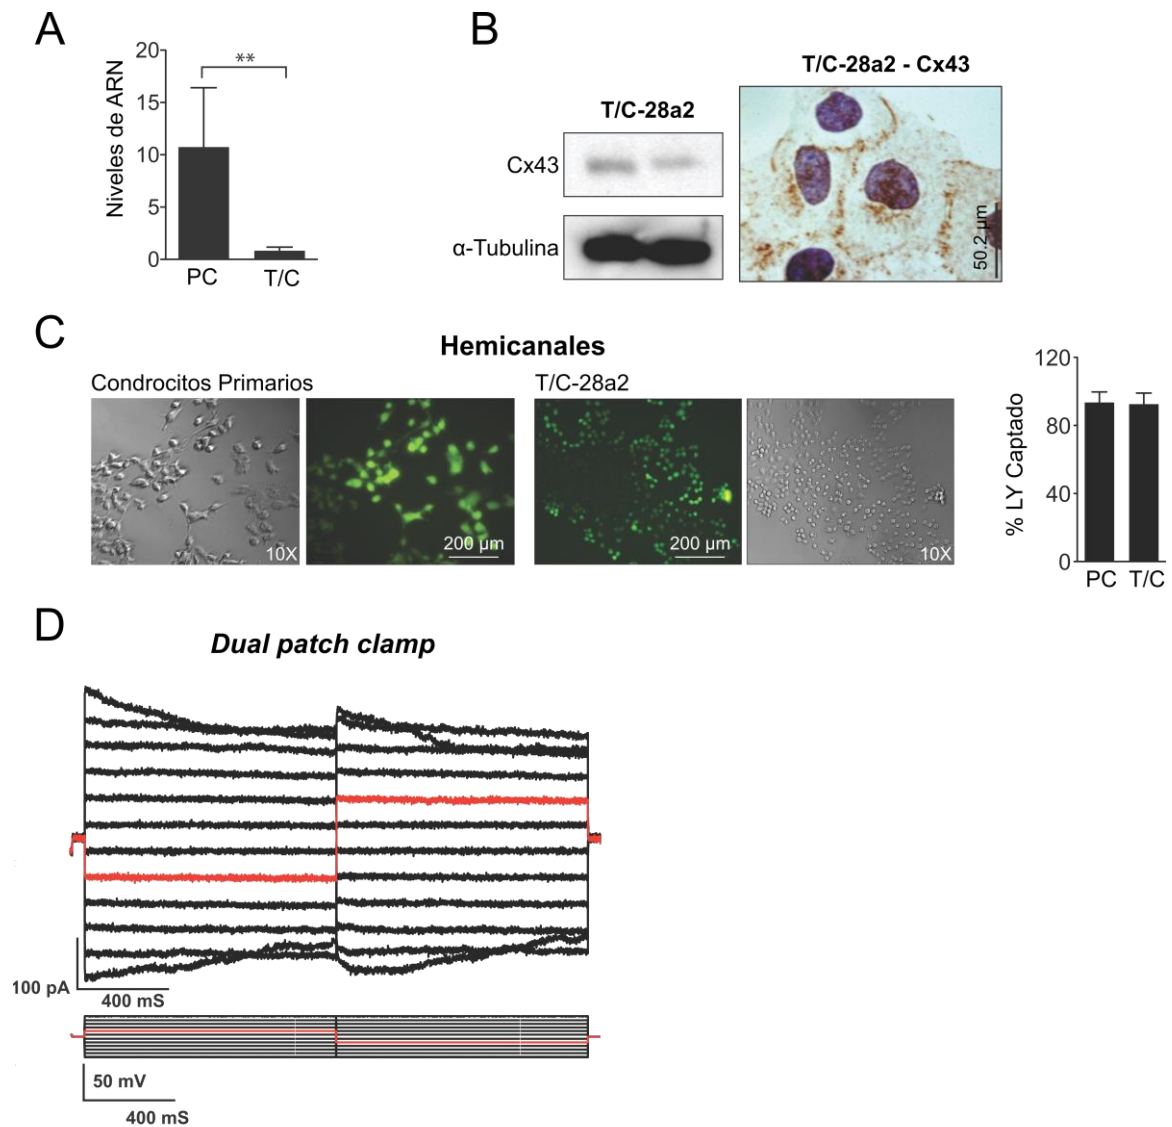 A
Niveles de ARN
20
15
10
5
0
**
PC
T/C
B
T/C-28a2
Cx43
α-Tubulina
T/C-28a2 - Cx43
50.2 µm
C
Hemicanales
Condrocitos Primarios
T/C-28a2
10X
200 µm
200 µm
10X
% LY Captado
120
80
40
0
PC
T/C
D
Dual patch clamp
100 pA
400 mS
50 mV
400 mS